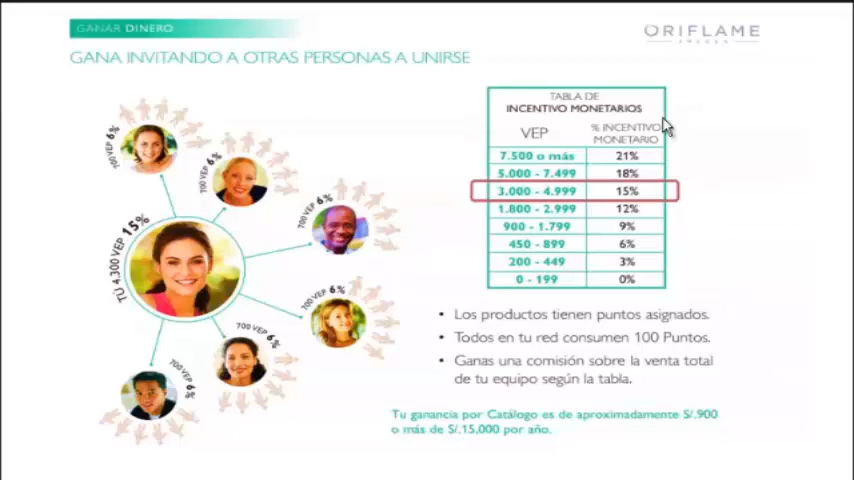 GANAR DINERO
ORIFLAME
SWEDEN
GANA INVITANDO A OTRAS PERSONAS A UNIRSE
TABLA DE
INCENTIVO MONETARIOS
VEP % INCENTIVO MONETARIO
7.500 o más 21%
5.000 - 7.499 18%
3.000 - 4.999 15%
1.800 - 2.999 12%
900 - 1.799 9%
450 - 899 6%
200 - 449 3%
0 - 199 0%
700 VEP 6%
700 VEP 6%
700 VEP 6%
TÚ 4,300 VEP 15%
700 VEP 6%
700 VEP 6%
700 VEP 6%
• Los productos tienen puntos asignados.
• Todos en tu red consumen 100 Puntos.
• Ganas una comisión sobre la venta total
de tu equipo según la tabla.
Tu ganancia por Catálogo es de aproximadamente S/.900
o más de S/.15,000 por año.